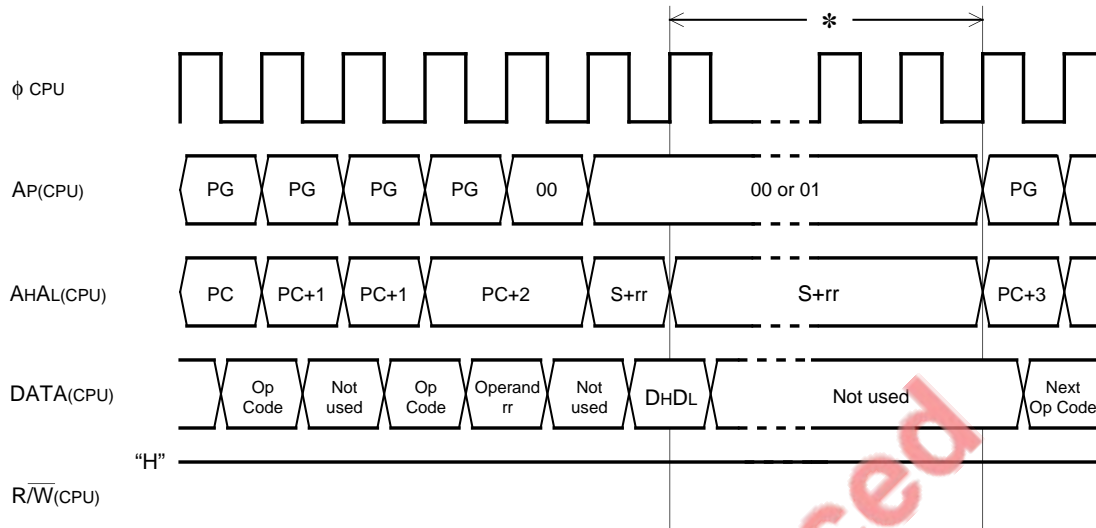 *
ϕ CPU
AP(CPU) PG PG PG PG 00 00 or 01 PG
AHAL(CPU) PC PC+1 PC+1 PC+2 S+rr S+rr PC+3
DATA(CPU) Op Code Not used Op Code Operand rr Not used DHDL Not used Next Op Code
“H”
R/W̅(CPU)